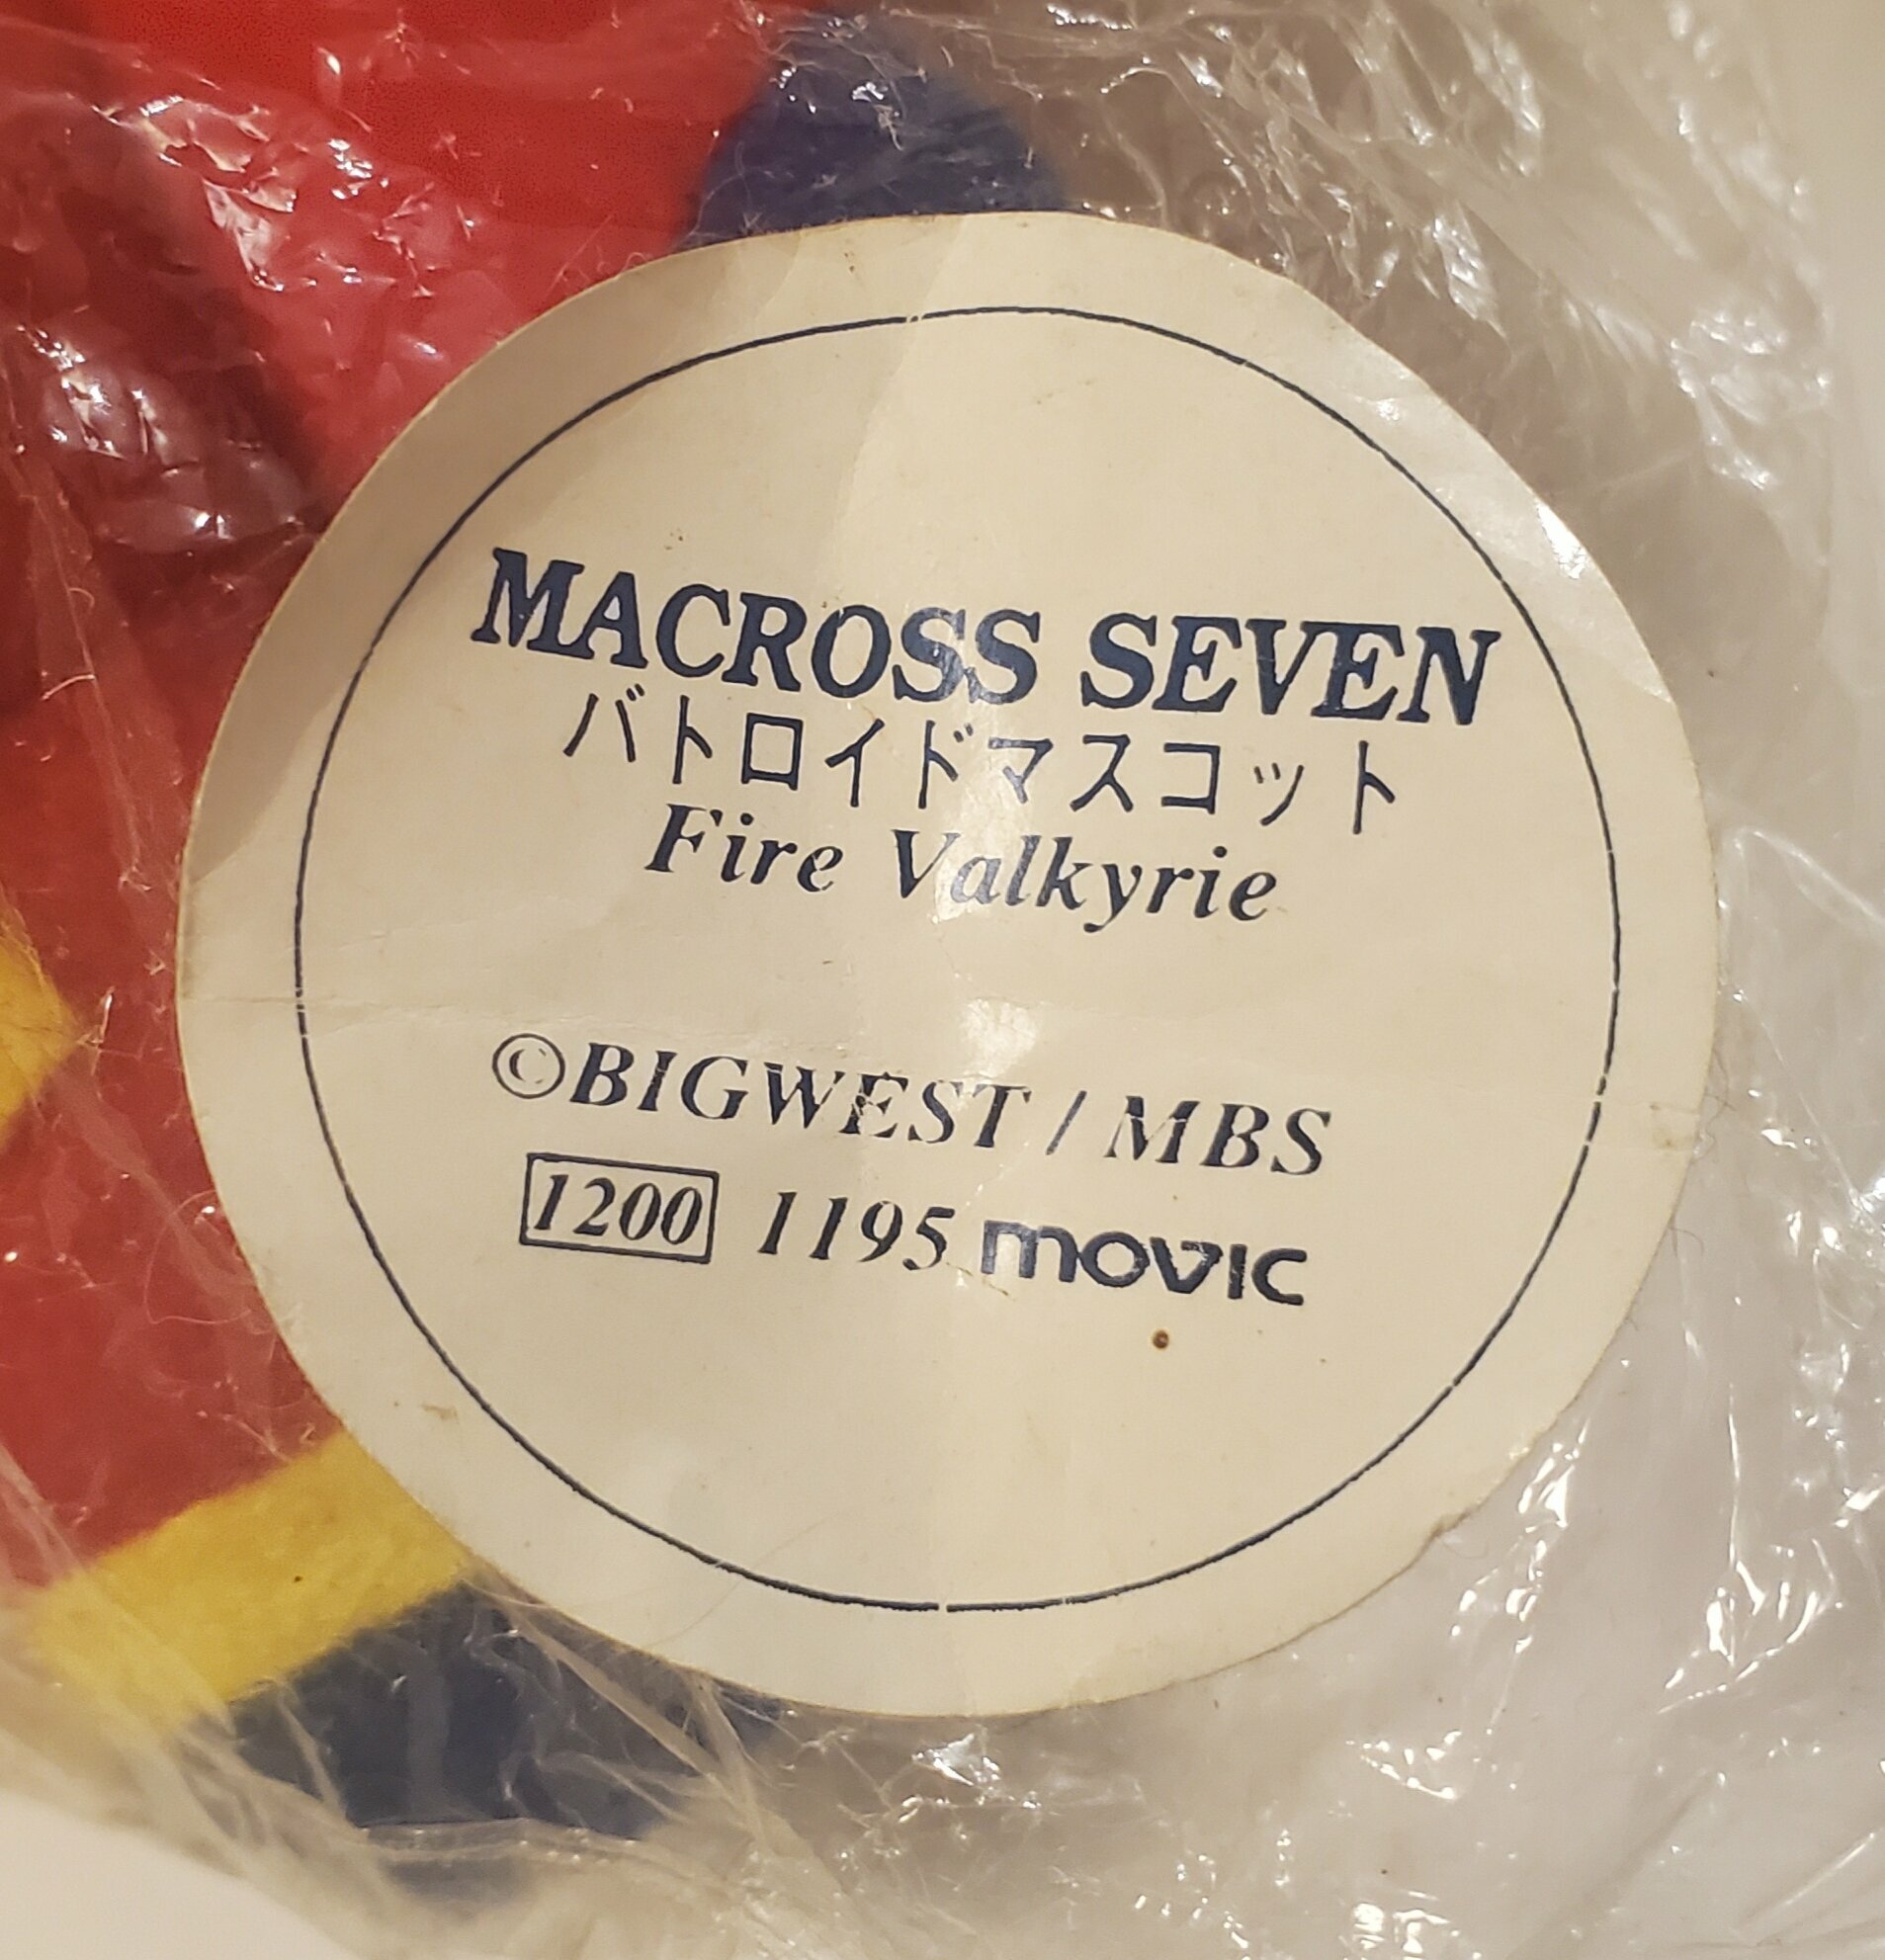 MACROSS SEVEN
バトロイドマスコット
Fire Valkyrie
©BIGWEST / MBS
1200 1195 movic